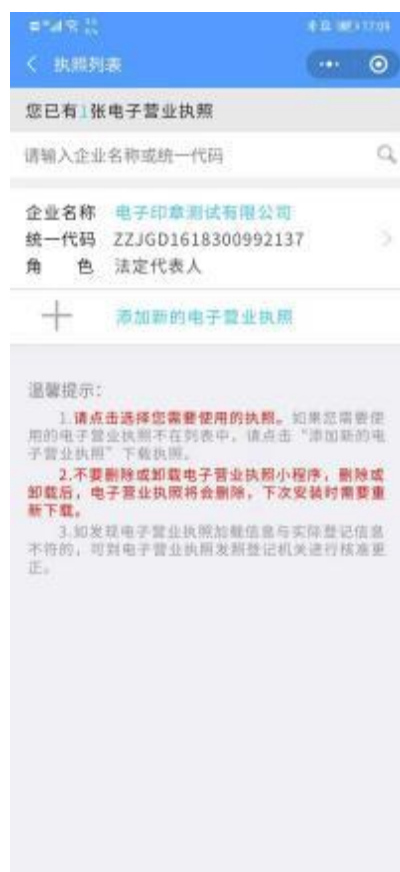 17:05
执照列表
您已有1张电子营业执照
请输入企业名称或统一代码
企业名称 电子印章测试有限公司
统一代码 ZZJGD1618300992137
角 色 法定代表人
添加新的电子营业执照
温馨提示：
1.请点击选择您需要使用的执照。如果您需要使
用的电子营业执照不在列表中，请点击“添加新的电
子营业执照”下载执照。
2.不要删除或卸载电子营业执照小程序，删除或
卸载后，电子营业执照将会删除，下次安装时需要重
新下载。
3.如发现电子营业执照加载信息与实际登记信息
不符的，可到电子营业执照发照登记机关进行核准更
正。